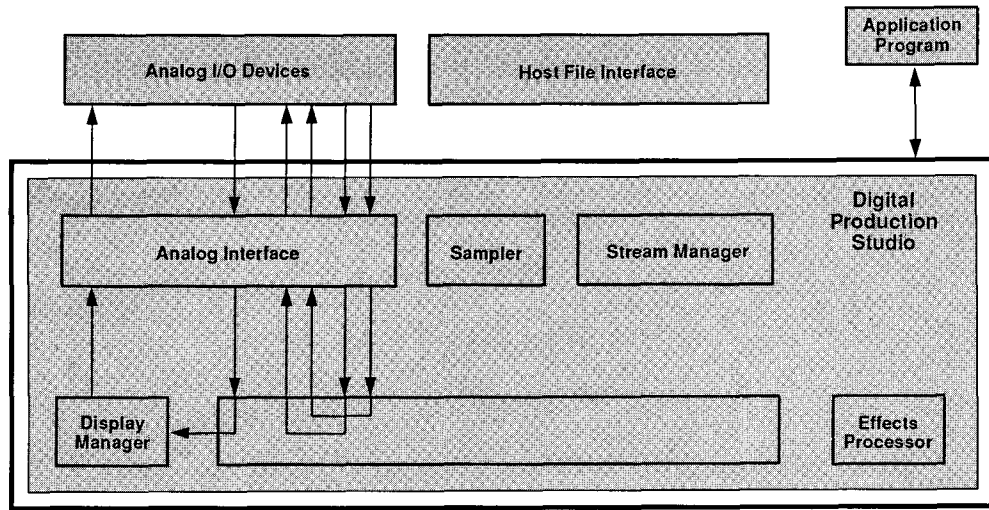 Application
Program
Analog I/O Devices
Host File Interface
Digital
Production
Studio
Analog Interface
Sampler
Stream Manager
Display
Manager
Effects
Processor